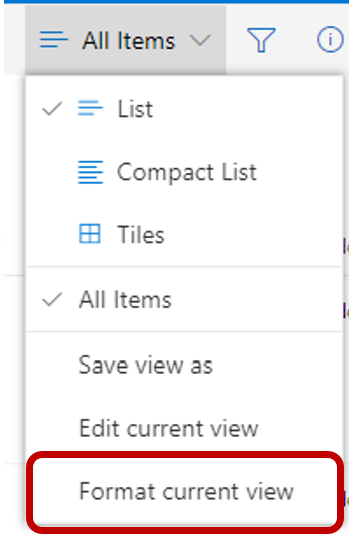 All Items
List
Compact List
Tiles
All Items
Save view as
Edit current view
Format current view